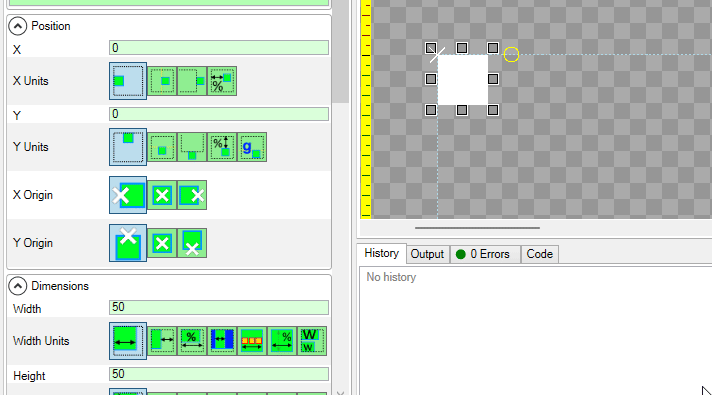 Position
X
0
X Units
%
Y
0
Y Units
%
g
X Origin
Y Origin
Dimensions
Width
50
Width Units
%
%
W
w
Height
50
History
Output
0 Errors
Code
No history